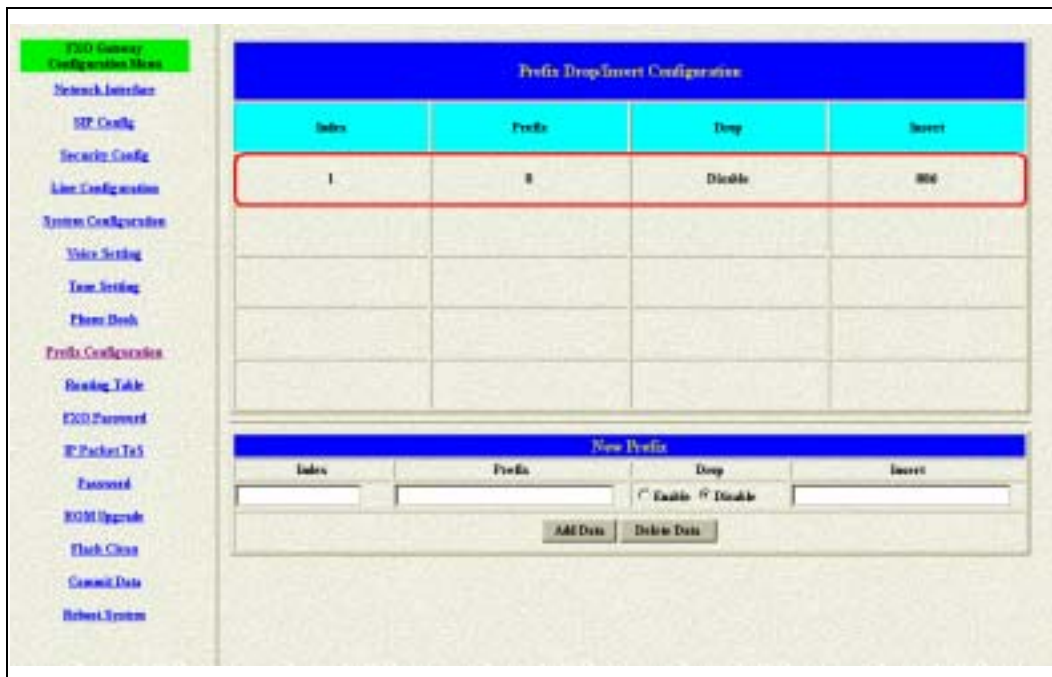 FXO Gateway
Configuration Menu
Network Interface
SIP Config
Security Config
Line Configuration
System Configuration
Voice Setting
Tone Setting
Phone Book
Prefix Configuration
Routing Table
FXO Password
IP Packet ToS
Password
ROM Upgrade
Flash Clean
Commit Data
Reboot System
Prefix Drop/Insert Configuration
Index Prefix Drop Insert
1 Disable
New Prefix
Index Prefix Drop Insert
Enable Disable
Add Data Delete Data